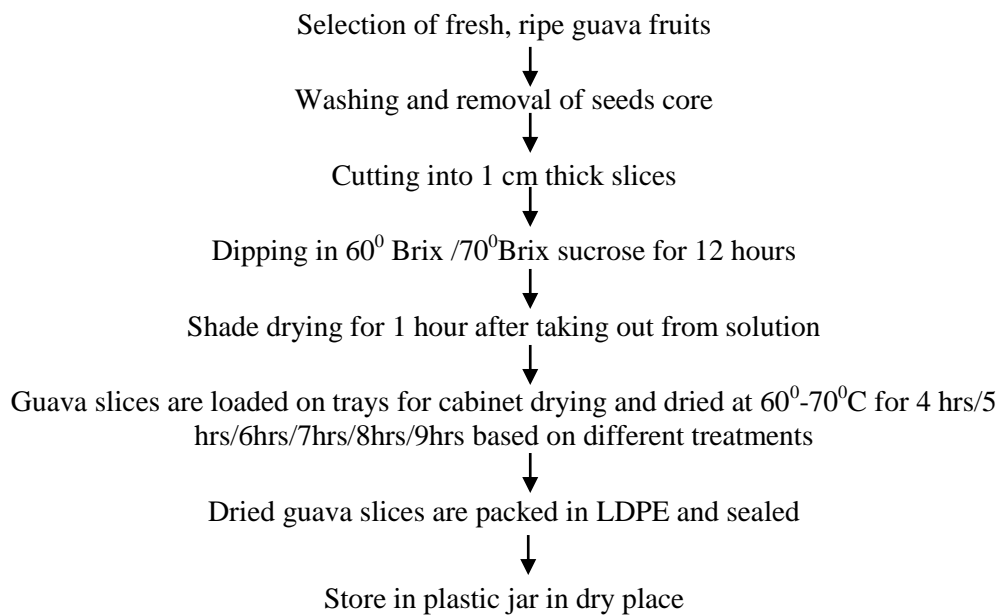 Selection of fresh, ripe guava fruits
Washing and removal of seeds core
Cutting into 1 cm thick slices
Dipping in 60⁰ Brix /70⁰Brix sucrose for 12 hours
Shade drying for 1 hour after taking out from solution
Guava slices are loaded on trays for cabinet drying and dried at 60⁰-70⁰C for 4 hrs/5
hrs/6hrs/7hrs/8hrs/9hrs based on different treatments
Dried guava slices are packed in LDPE and sealed
Store in plastic jar in dry place